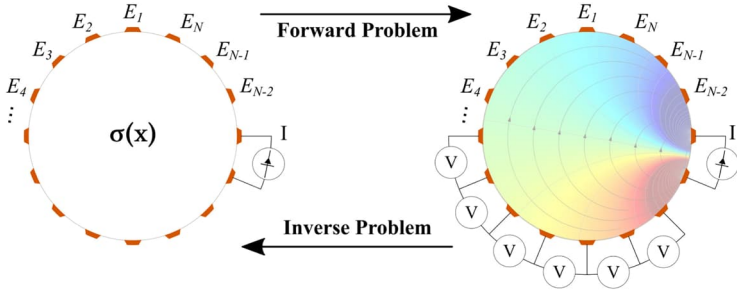 E1
E2
E3
E4
...
EN
EN-1
EN-2
σ(x)
I
Forward Problem
Inverse Problem
E1
E2
E3
E4
...
EN
EN-1
EN-2
I
V
V
V
V
V
V